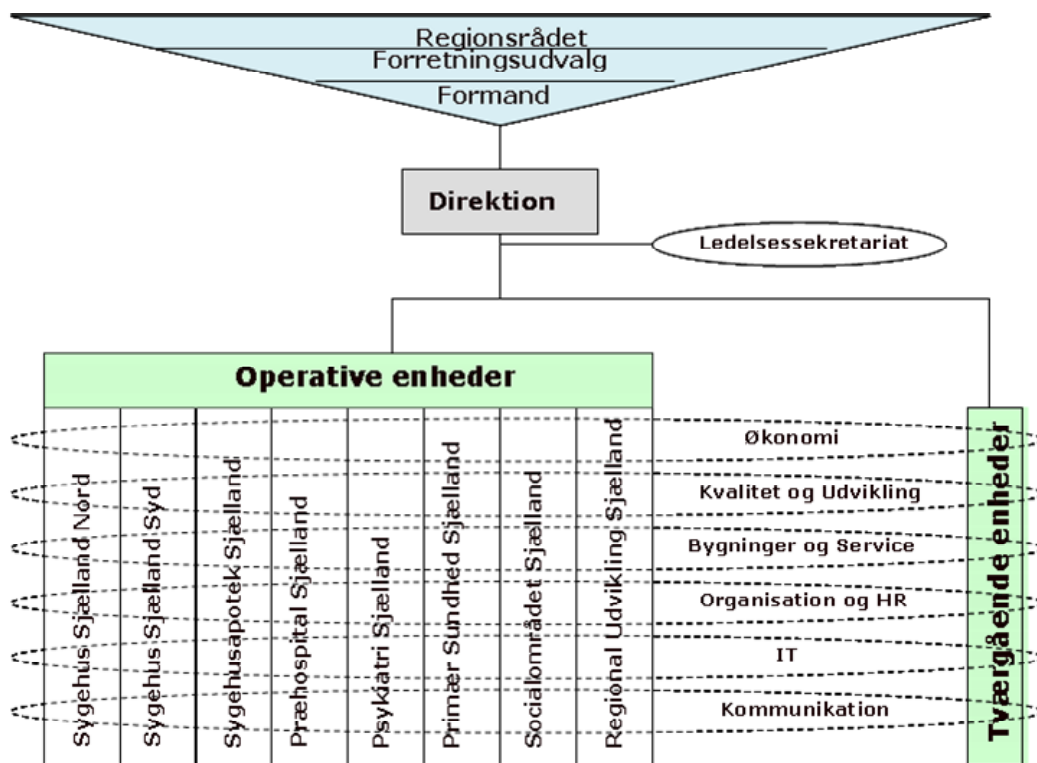 Regionsrådet
Forretningsudvalg
Formand
Direktion
Ledelsessekretariat
Operative enheder
Sygehus Sjælland Nord
Sygehus Sjælland Syd
Sygehusapotek Sjælland
Præhospital Sjælland
Psykiatri Sjælland
Primær Sundhed Sjælland
Socialområdet Sjælland
Regional Udvikling Sjælland
Økonomi
Kvalitet og Udvikling
Bygninger og Service
Organisation og HR
IT
Kommunikation
Tværgående enheder